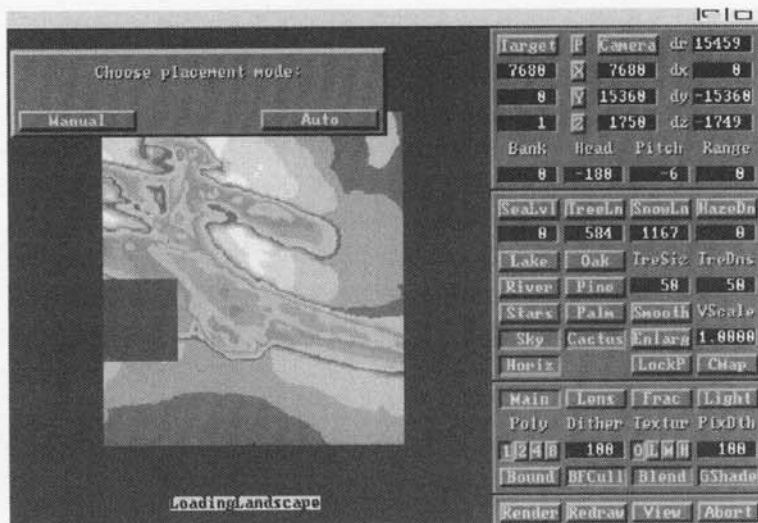 Choose placement mode:
Manual Auto
LoadingLandscape
Target P Camera dr 15459
7680 X 7680 dx 0
0 Y 15360 dy -15360
1 Z 1750 dz -1749
Bank Head Pitch Range
0 -180 -6 0
SeaLvl TreeLn SnowLn HazeDn
0 584 1167 0
Lake Oak TreSiz TreDns
River Pine 50 50
Stars Palm Smooth VScale
Sky Cactus Enlarg 1.0000
Horiz LockP CMap
Main Lens Frac Light
Poly Dither Textur PixDth
1 2 4 8 100 O L M H 100
Bound BFCull Blend GShade
Render Redraw View Abort